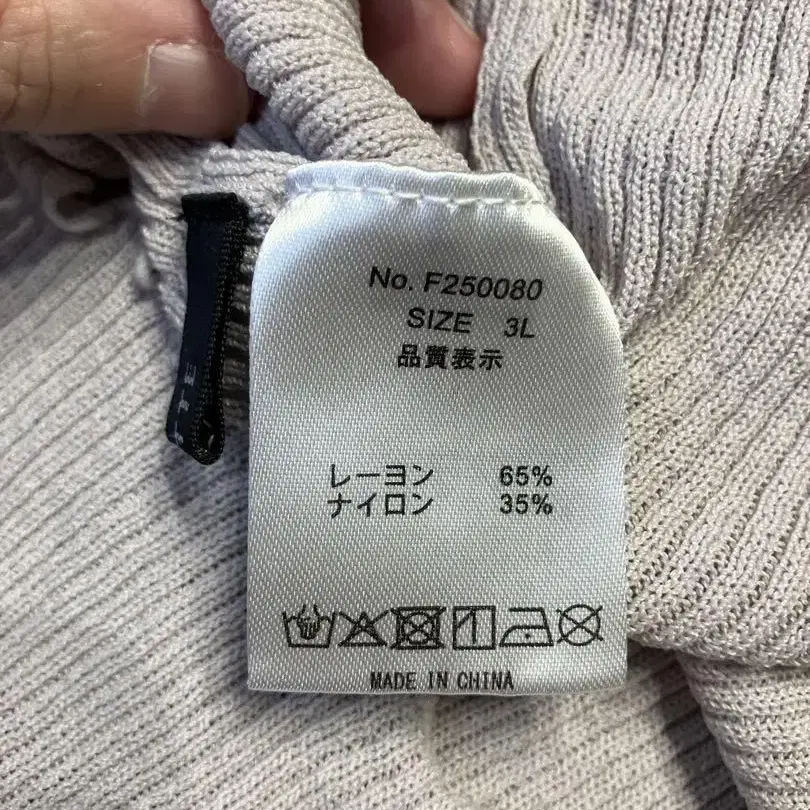 No. F250080
SIZE 3L
品質表示
レーヨン 65%
ナイロン 35%
MADE IN CHINA